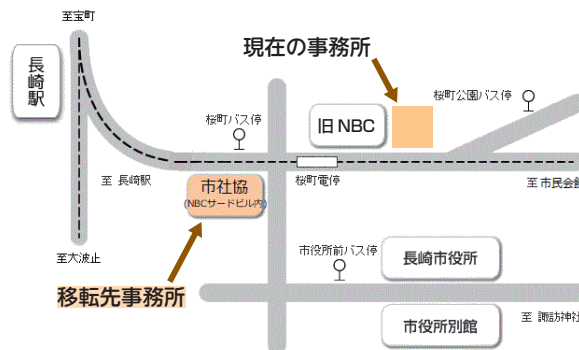 至宝町
長崎駅
現在の事務所
桜町公園バス停
桜町バス停
旧 NBC
至 長崎駅
桜町電停
至 市民会館
市社協
(NBCサードビル内)
至大波止
市役所前バス停
長崎市役所
移転先事務所
至 諏訪神社
市役所別館